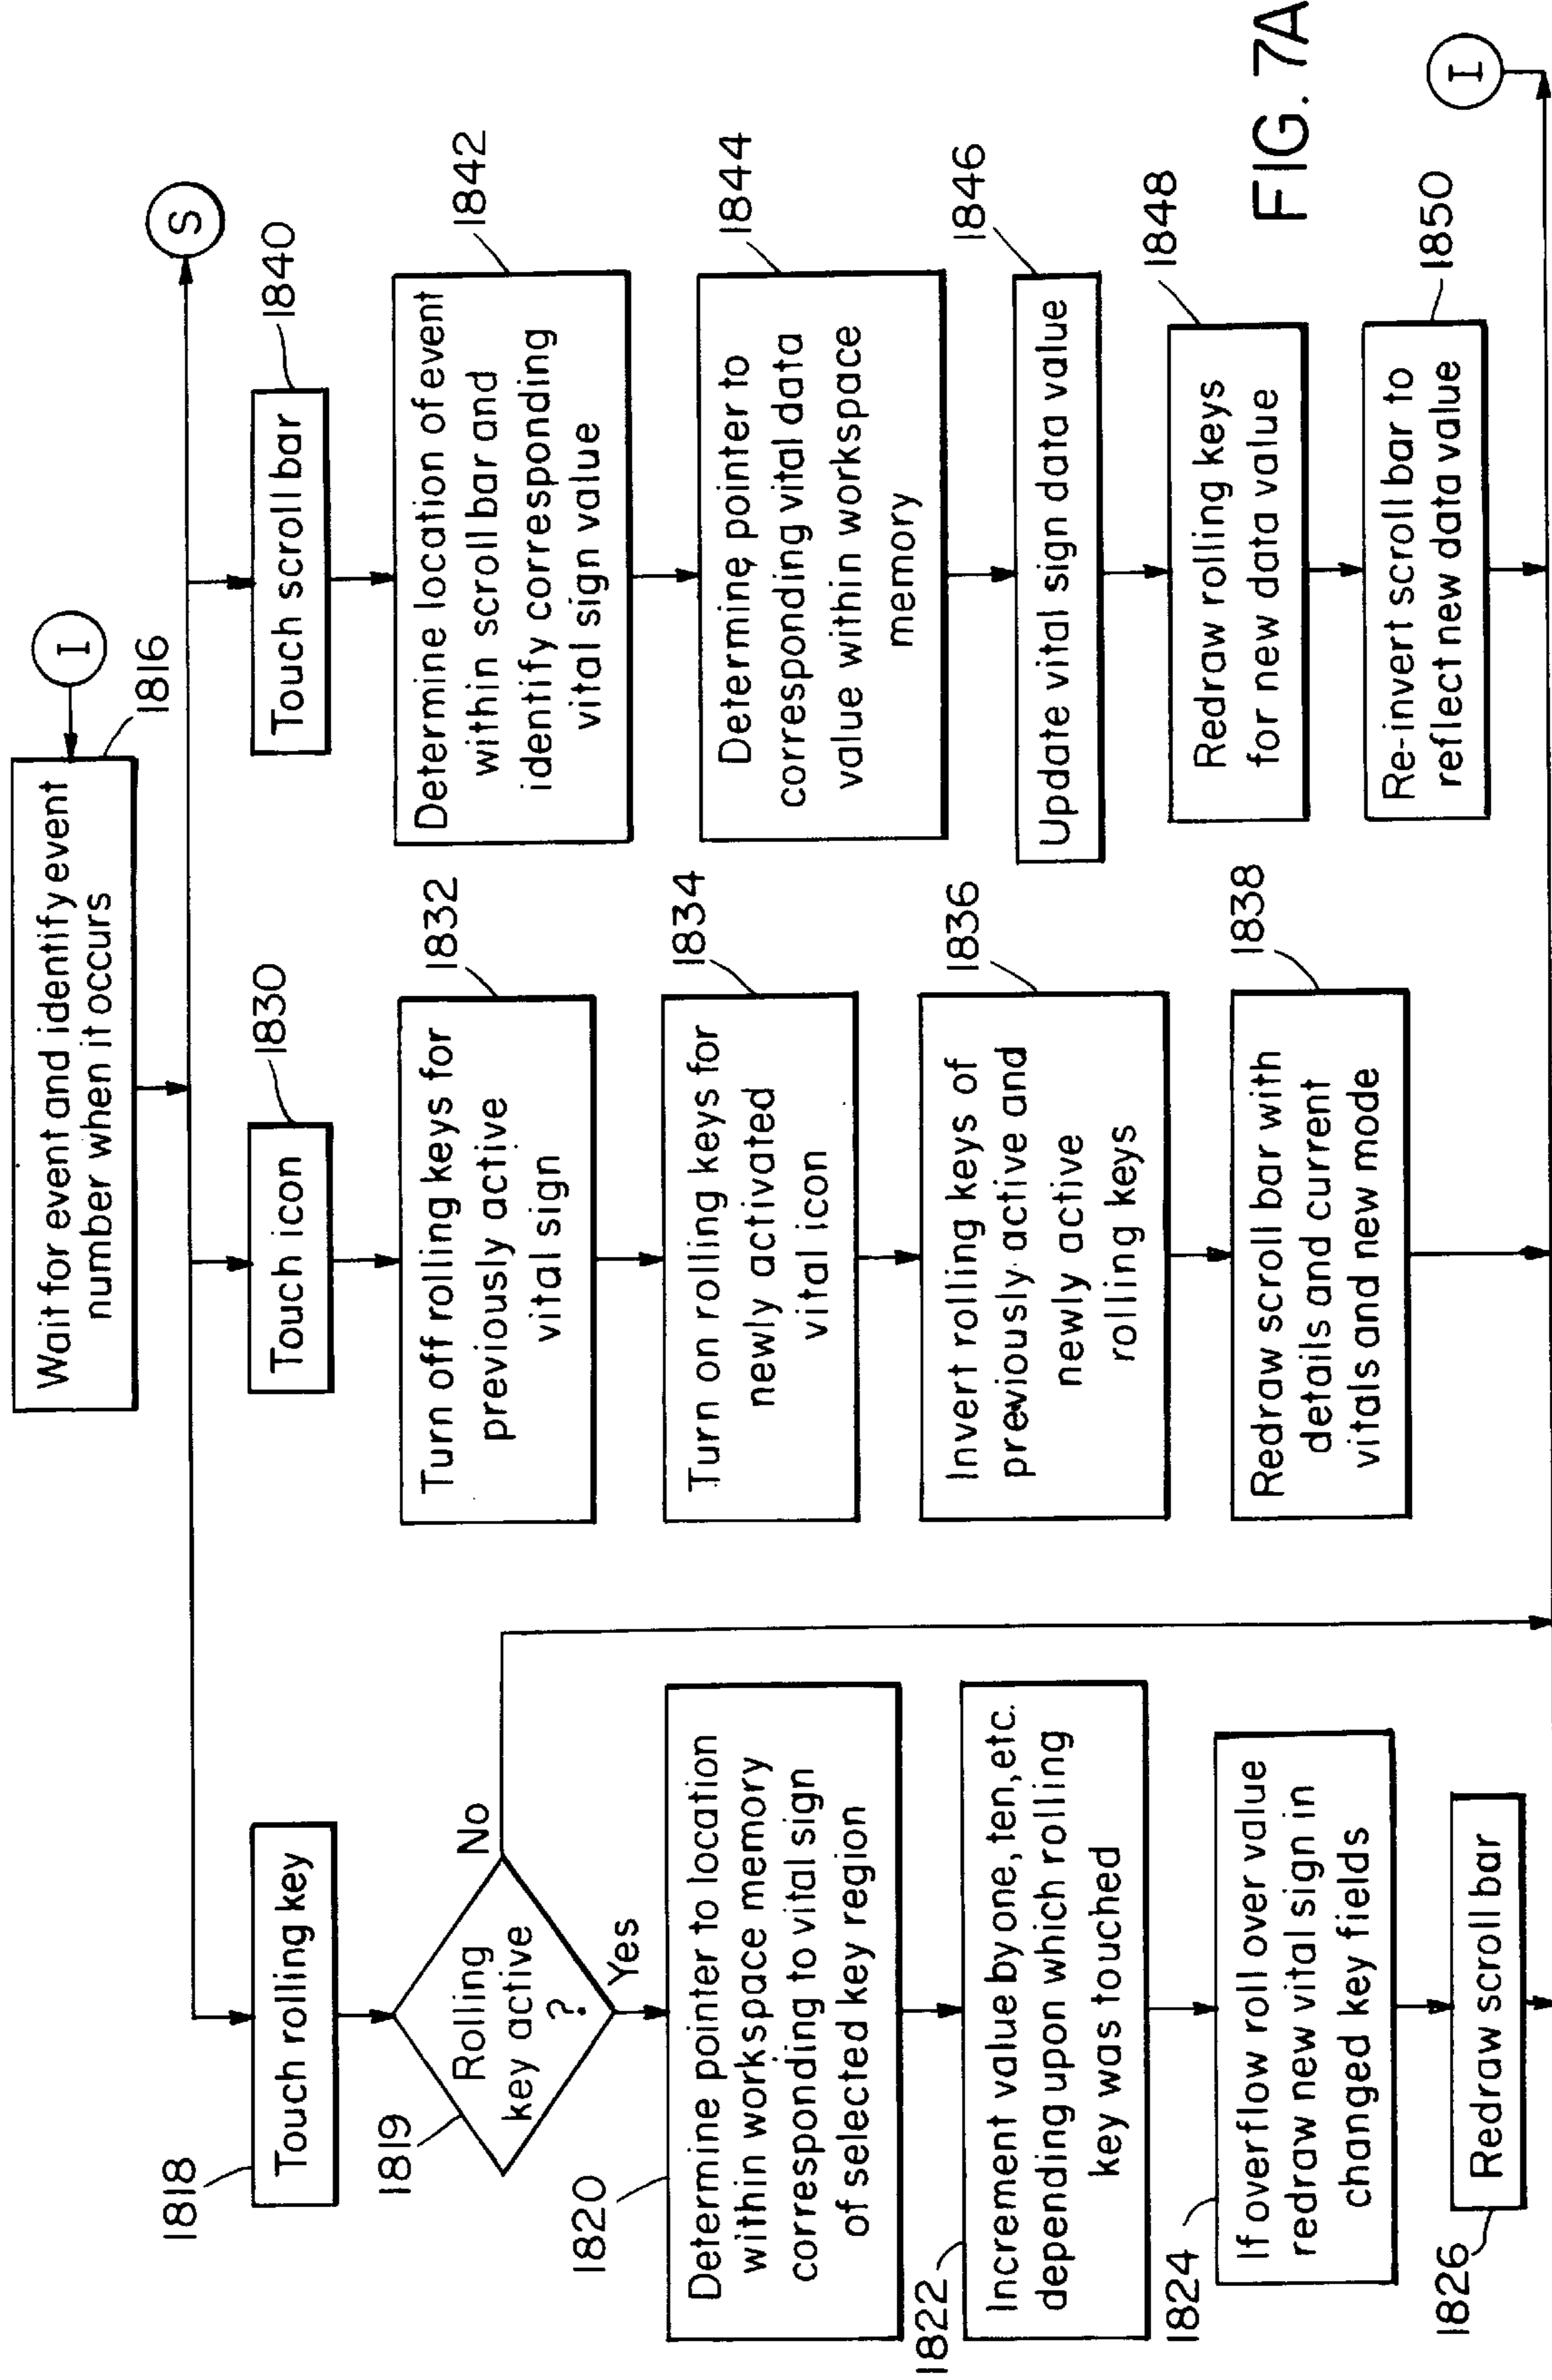 Wait for event and identify event
number when it occurs
I
1816
S
1818
Touch rolling key
1819
Rolling
key active
?
No
Yes
1820
Determine pointer to location
within workspace memory
corresponding to vital sign
of selected key region
1822
Increment value by one, ten, etc.
depending upon which rolling
key was touched
1824
If overflow roll over value
redraw new vital sign in
changed key fields
1826
Redraw scroll bar
1830
Touch icon
1832
Turn off rolling keys for
previously active
vital sign
1834
Turn on rolling keys for
newly activated
vital icon
1836
Invert rolling keys of
previously active and
newly active
rolling keys
1838
Redraw scroll bar with
details and current
vitals and new mode
1840
Touch scroll bar
1842
Determine location of event
within scroll bar and
identify corresponding
vital sign value
1844
Determine pointer to
corresponding vital data
value within workspace
memory
1846
Update vital sign data value
1848
Redraw rolling keys
for new data value
1850
Re-invert scroll bar to
reflect new data value
I
FIG. 7A